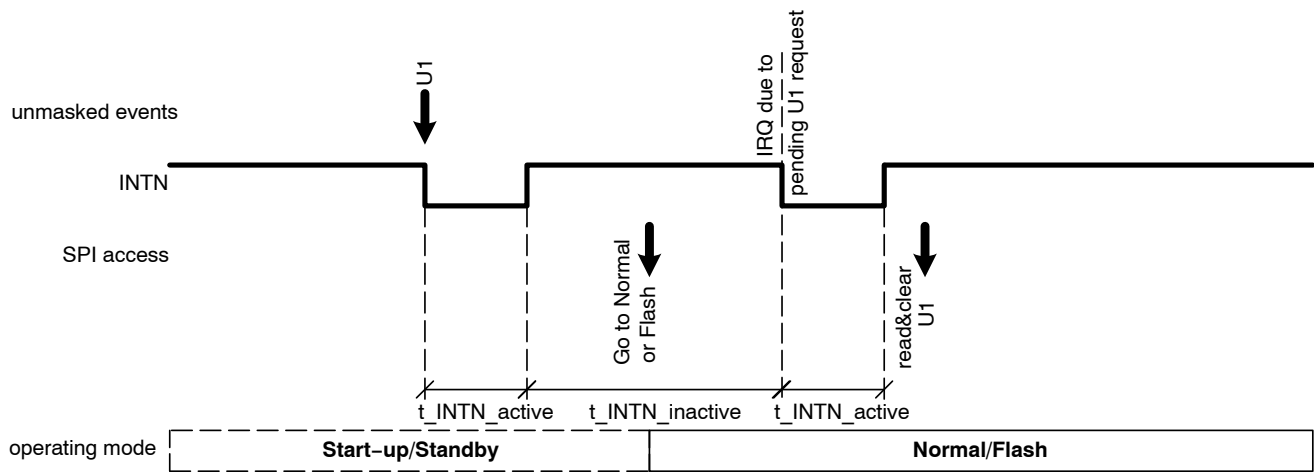 U1
IRQ due to
pending U1 request
unmasked events
INTN
SPI access
Go to Normal
or Flash
read&clear
U1
t_INTN_active
t_INTN_inactive
t_INTN_active
operating mode
Start−up/Standby
Normal/Flash